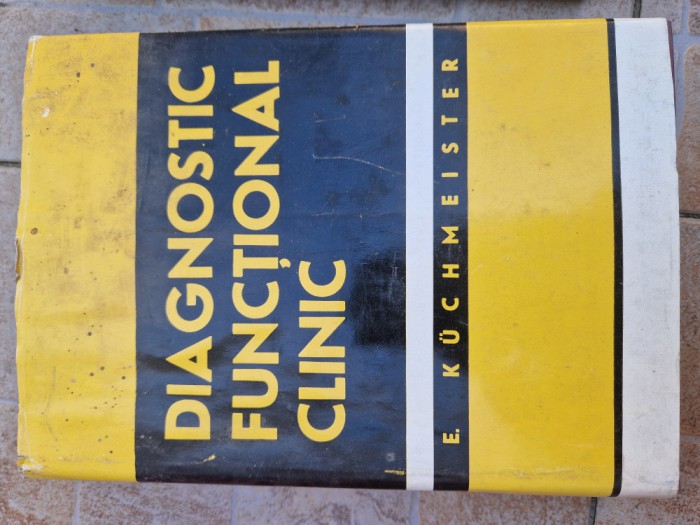 DIAGNOSTIC
FUNCȚIONAL
CLINIC
E. KÜCHMEISTER